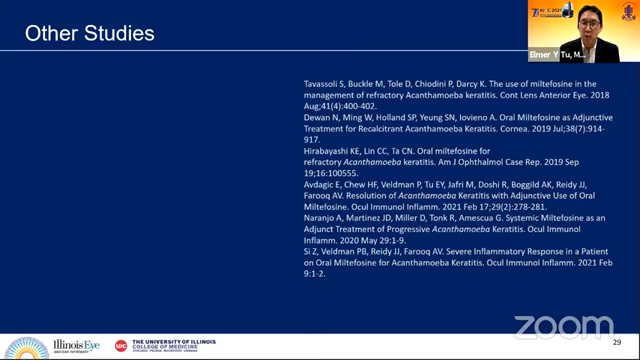 Other Studies
Elmer Y Tu, M...
Tavassoli S, Buckle M, Tole D, Chiodini P, Darcy K. The use of miltefosine in the
management of refractory Acanthamoeba keratitis. Cont Lens Anterior Eye. 2018
Aug;41(4):400-402.
Dewan N, Ming W, Holland SP, Yeung SN, Iovieno A. Oral Miltefosine as Adjunctive
Treatment for Recalcitrant Acanthamoeba Keratitis. Cornea. 2019 Jul;38(7):914-
917.
Hirabayashi KE, Lin CC, Ta CN. Oral miltefosine for
refractory Acanthamoeba keratitis. Am J Ophthalmol Case Rep. 2019 Sep
19;16:100555.
Avdagic E, Chew HF, Veldman P, Tu EY, Jafri M, Doshi R, Boggild AK, Reidy JJ,
Farooq AV. Resolution of Acanthamoeba Keratitis with Adjunctive Use of Oral
Miltefosine. Ocul Immunol Inflamm. 2021 Feb 17;29(2):278-281.
Naranjo A, Martinez JD, Miller D, Tonk R, Amescua G. Systemic Miltefosine as an
Adjunct Treatment of Progressive Acanthamoeba Keratitis. Ocul Immunol
Inflamm. 2020 May 29:1-9.
Si Z, Veldman PB, Reidy JJ, Farooq AV. Severe Inflammatory Response in a Patient
on Oral Miltefosine for Acanthamoeba Keratitis. Ocul Immunol Inflamm. 2021 Feb
9:1-2.
Illinois Eye
UIC
THE UNIVERSITY OF ILLINOIS
COLLEGE OF MEDICINE
CHICAGO PEORIA ROCKFORD URBANA
zoom
29